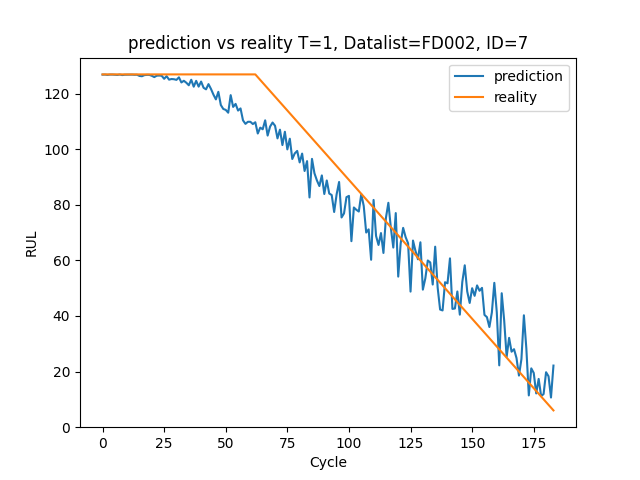 prediction vs reality T=1, Datalist=FD002, ID=7
prediction
reality
120
100
80
60
40
20
0
RUL
0 25 50 75 100 125 150 175
Cycle